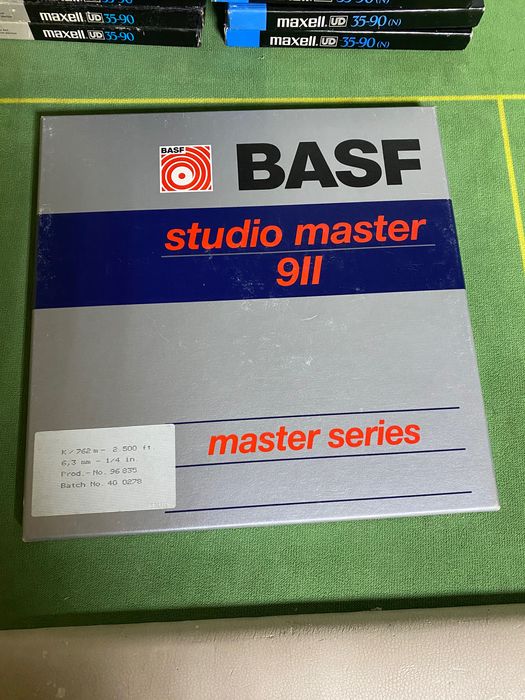 maxell. UD 35-90
maxell. UD 35-90
maxell. UD 35-90 (N)
maxell. UD 35-90 (N)
BASF
BASF
studio master
911
master series
K/762 m - 2 500 ft
6,3 mm - 1/4 in.
Prod.-No. 96 835
Batch No. 40 0278